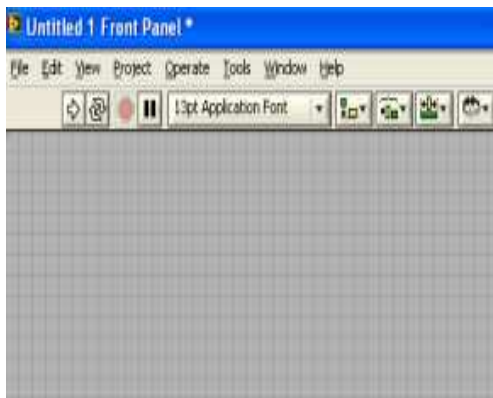 Untitled 1 Front Panel *
File Edit View Project Operate Tools Window Help
13pt Application Font